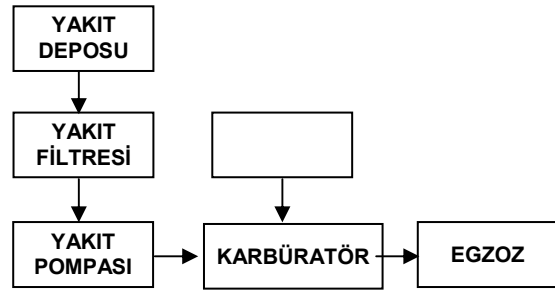 YAKIT
DEPOSU
YAKIT
FİLTRESİ
YAKIT
POMPASI
KARBÜRATÖR
EGZOZ